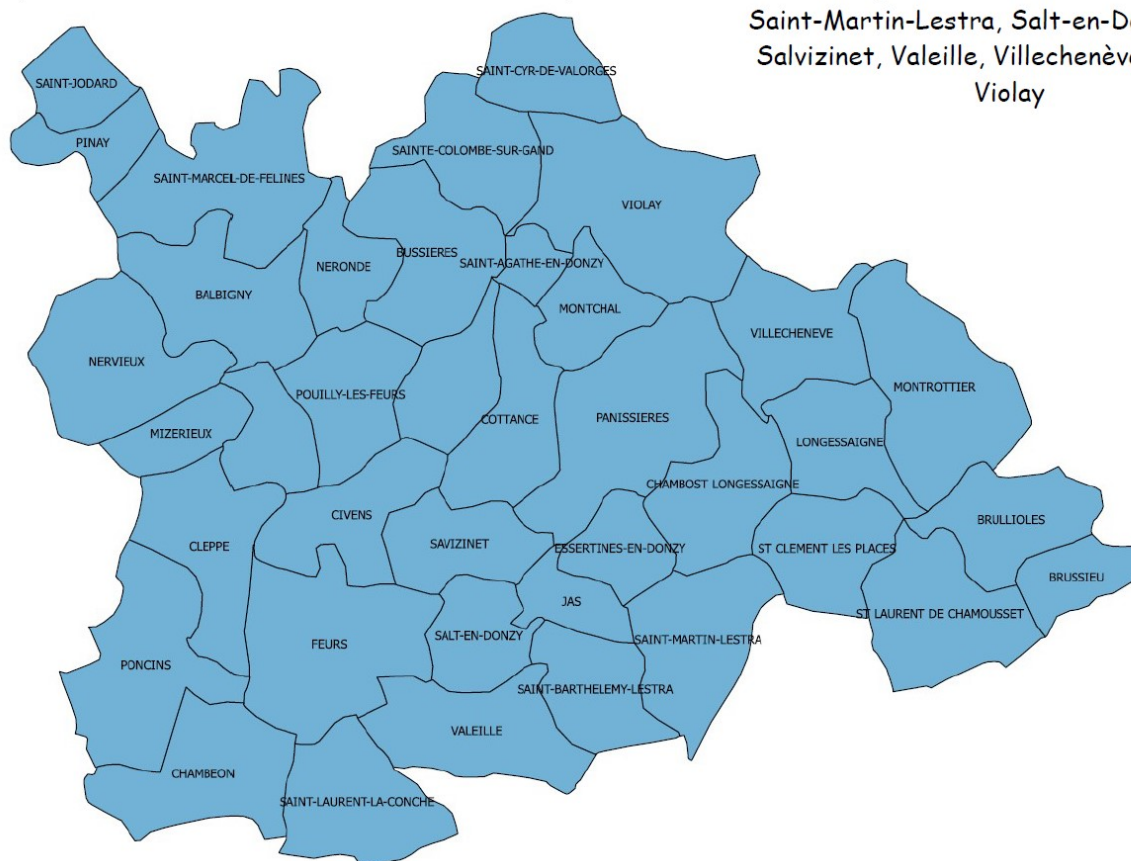 Saint-Martin-Lestra, Salt-en-D
Salvizinet, Valeille, Villechenèv
Violay
SAINT-CYR-DE-VALORGES
SAINT-JODARD
PINAY
SAINTE-COLOMBE-SUR-GAND
SAINT-MARCEL-DE-FELINES
VIOLAY
BUSSIERES
SAINT-AGATHE-EN-DONZY
NERONDE
BALBIGNY
MONTCHAL
VILLECHENEVE
NERVIEUX
MONTROTTIER
POUILLY-LES-FEURS
COTTANCE
PANISSIERES
MIZERIEUX
LONGESSAIGNE
CHAMBOST LONGESSAIGNE
CIVENS
BRULLIOLES
CLEPPE
SAVIZINET
ESSERTINES-EN-DONZY
ST CLEMENT LES PLACES
BRUSSIEU
JAS
ST LAURENT DE CHAMOUSSET
FEURS
SALT-EN-DONZY
SAINT-MARTIN-LESTRA
PONCINS
SAINT-BARTHELEMY-LESTRA
VALEILLE
CHAMBEON
SAINT-LAURENT-LA-CONCHE